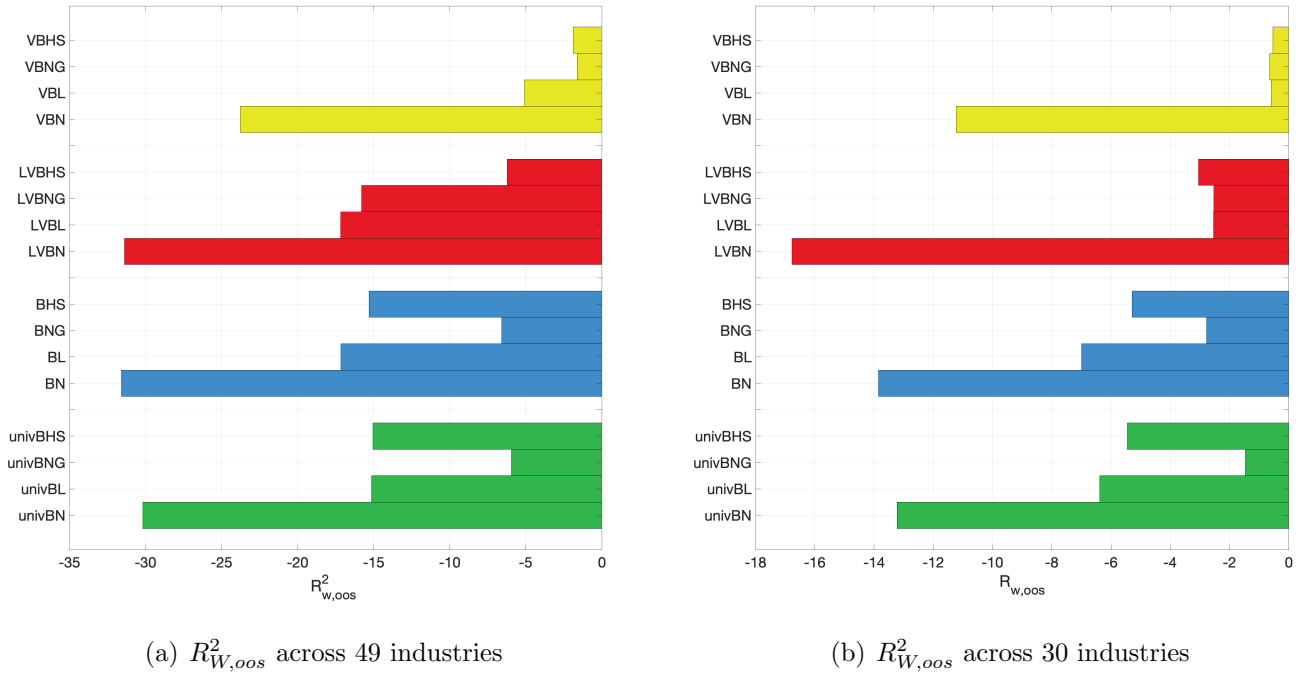 VBHS
VBNG
VBL
VBN
LVBHS
LVBNG
LVBL
LVBN
BHS
BNG
BL
BN
univBHS
univBNG
univBL
univBN
-35 -30 -25 -20 -15 -10 -5 0
R²w,oos
(a) R²W,oos across 49 industries
VBHS
VBNG
VBL
VBN
LVBHS
LVBNG
LVBL
LVBN
BHS
BNG
BL
BN
univBHS
univBNG
univBL
univBN
-18 -16 -14 -12 -10 -8 -6 -4 -2 0
Rw,oos
(b) R²W,oos across 30 industries